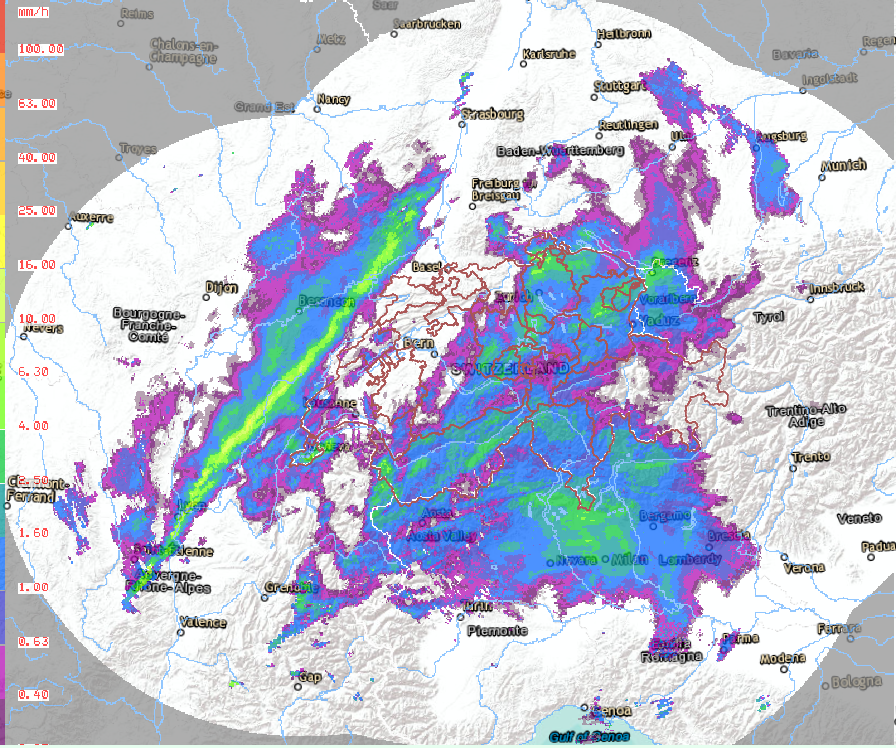 mm/h
100.00
63.00
40.00
25.00
16.00
10.00
6.30
4.00
2.50
1.60
1.00
0.63
0.40
Saar
Reims
Saarbrucken
Metz
Heilbronn
Chalons-en-
Champagne
Karlsruhe
Bavaria
Regen
Ingolstadt
Stuttgart
Nancy
Grand Est
Strasbourg
Reutlingen
Augsburg
Troyes
Baden-Wuerttemberg
Munich
Freiburg im
Breisgau
Auxerre
Basel
Bregenz
Dijon
Innsbruck
Besancon
Zurich
Vorarlberg
Bourgogne-
Franche-
Comté
Tyrol
Vaduz
Nevers
Bern
SWITZERLAND
Lausanne
Trentino-Alto
Adige
Geneva
Trento
Clermont-
Ferrand
Lyon
Aosta
Bergamo
Veneto
Aosta Valley
Brescia
Saint-Etienne
Padua
Novara
Milan
Lombardy
Verona
Auvergne-
Rhône-Alpes
Grenoble
Turin
Valence
Piemonte
Parma
Ferrara
Emilia
Romagna
Modena
Gap
Bologna
Genoa
Gulf of Genoa